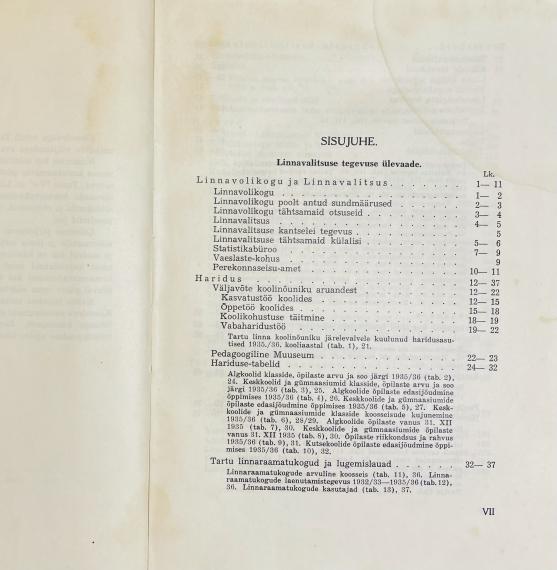 SISUJUHE.
Linnavalitsuse tegevuse ülevaade.
Lk.
Linnavolikogu ja Linnavalitsus . . . . . . 1— 11
Linnavolikogu . . . . . . . . . . . . 1— 2
Linnavolikogu poolt antud sundmäärused . . . . . 2— 3
Linnavolikogu tähtsamaid otsuseid . . . . . . . 3— 4
Linnavalitsus . . . . . . . . . . . . 4— 5
Linnavalitsuse kantselei tegevus . . . . . . . . 5
Linnavalitsuse tähtsamaid külalisi . . . . . . . 5— 6
Statistikabüroo . . . . . . . . . . . . 7— 9
Vaeslaste-kohus . . . . . . . . . . . . 9
Perekonnaseisu-amet . . . . . . . . . . . 10— 11
Haridus . . . . . . . . . . . . . . 12— 37
Väljavõte koolinõuniku aruandest . . . . . . . 12— 22
Kasvatustöö koolides . . . . . . . . . . 12— 15
Õppetöö koolides . . . . . . . . . . . 15— 18
Koolikohustuse täitmine . . . . . . . . . 18— 19
Vabaharidustöö . . . . . . . . . . . 19— 22
Tartu linna koolinõuniku järelevalvele kuulunud haridusasu-
tised 1935./36. kooliaastal (tab. 1), 21.
Pedagoogiline Muuseum . . . . . . . . . . 22— 23
Hariduse-tabelid . . . . . . . . . . . . 24— 32
Algkoolid klasside, õpilaste arvu ja soo järgi 1935/36 (tab. 2),
24. Keskkoolid ja gümnaasiumid klasside, õpilaste arvu ja soo
järgi 1935/36 (tab. 3), 25. Algkoolide õpilaste edasijõudmine
õppimises 1935/36 (tab. 4), 26. Keskkoolide ja gümnaasiumide
õpilaste edasijõudmine õppimises 1935/36 (tab. 5), 27. Kesk-
koolide ja gümnaasiumide klasside koosseisude kujunemine
1935/36 (tab. 6), 28/29. Algkoolide õpilaste vanus 31. XII
1935 (tab. 7), 30. Keskkoolide ja gümnaasiumide õpilaste
vanus 31. XII 1935 (tab. 8), 30. Õpilaste riikkondsus ja rahvus
1935/36 (tab. 9), 31. Kutsekoolide õpilaste edasijõudmine õppi-
mises 1935/36 (tab. 10), 32.
Tartu linnaraamatukogud ja lugemislauad . . . . . . 32— 37
Linnaraamatukogude arvuline koosseis (tab. 11), 36. Linna-
raamatukogude laenutamistegevus 1932/33—1935/36 (tab. 12),
36. Linnaraamatukogude kasutajad (tab. 13), 37.
VII